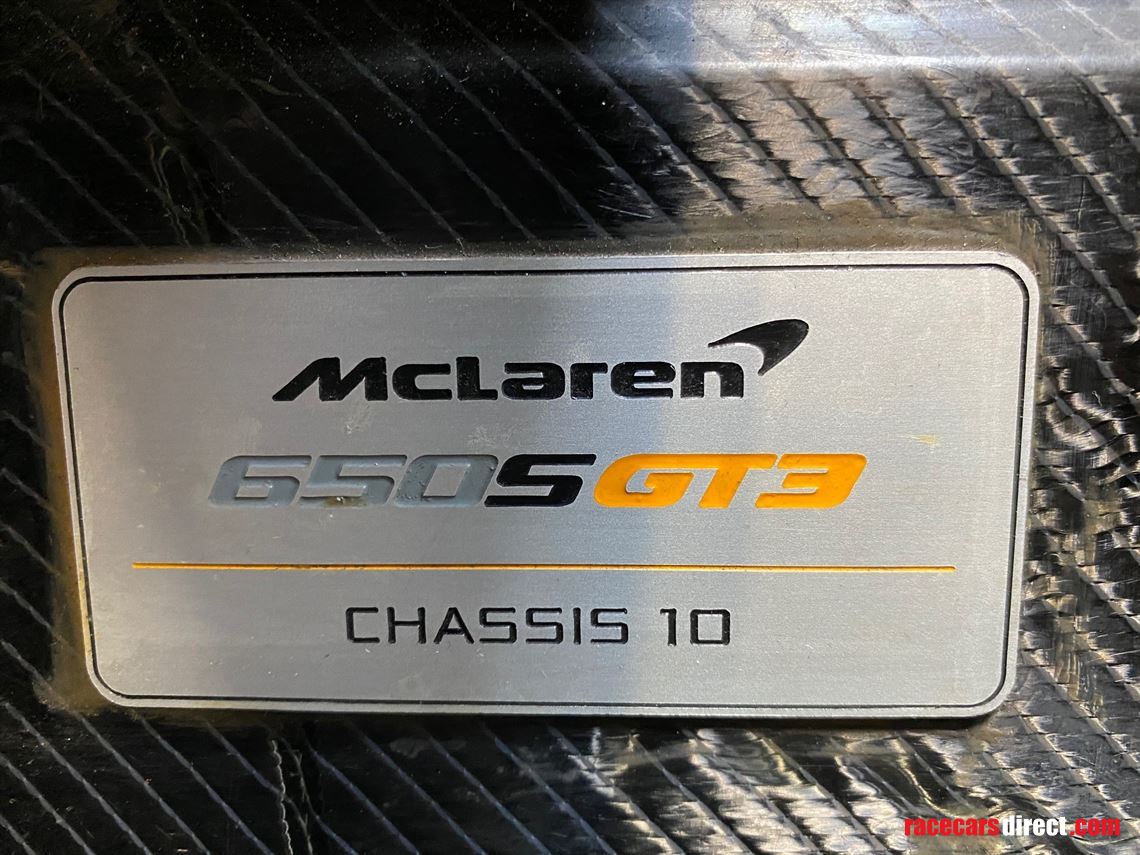 McLaren
650S GT3
CHASSIS 10
racecarsdirect.com